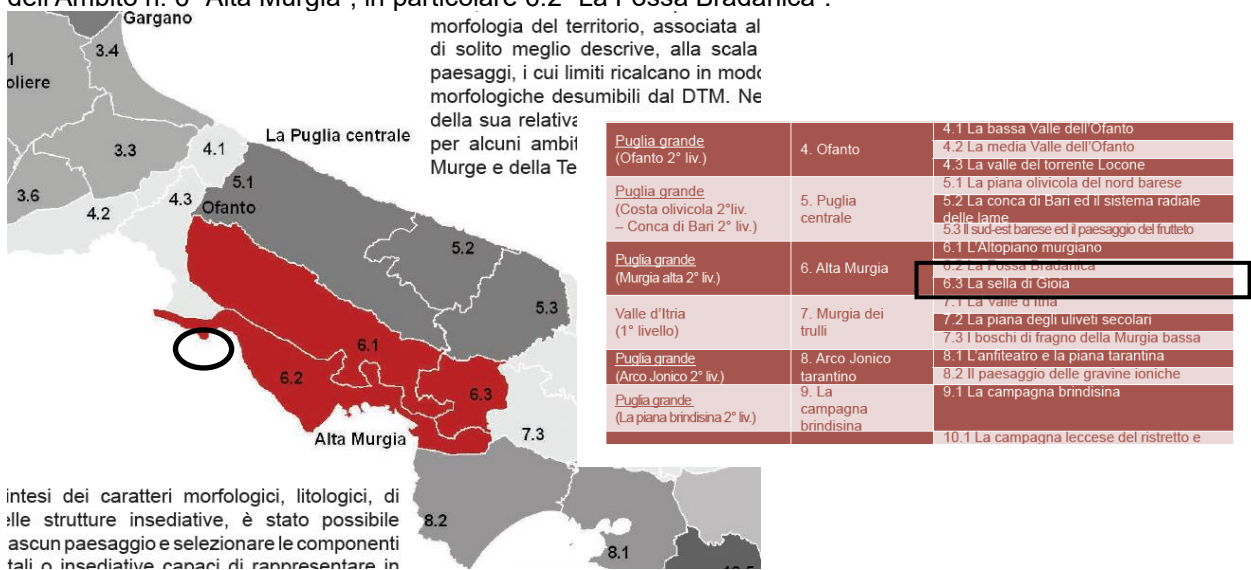 dell'Ambito n. 6 "Alta Murgia", in particolare 6.2 "La Fossa Bradanica".
Gargano
morfologia del territorio, associata al
di solito meglio descrive, alla scala
paesaggi, i cui limiti ricalcano in mod
morfologiche desumibili dal DTM. Ne
della sua relativa
per alcuni ambit
Murge e della Te
3.4
1
oliere
La Puglia centrale
3.3
4.1
5.1
3.6
4.2
4.3
Ofanto
5.2
5.3
6.1
6.2
6.3
Alta Murgia
7.3
8.2
8.1
Puglia grande
(Ofanto 2° liv.)
4. Ofanto
4.1 La bassa Valle dell'Ofanto
4.2 La media Valle dell'Ofanto
4.3 La valle del torrente Locone
Puglia grande
(Costa olivicola 2°liv.
– Conca di Bari 2° liv.)
5. Puglia
centrale
5.1 La piana olivicola del nord barese
5.2 La conca di Bari ed il sistema radiale
delle lame
5.3 Il sud-est barese ed il paesaggio del frutteto
Puglia grande
(Murgia alta 2° liv.)
6. Alta Murgia
6.1 L'Altopiano murgiano
6.2 La Fossa Bradanica
6.3 La sella di Gioia
Valle d'Itria
(1° livello)
7. Murgia dei
trulli
7.1 La Valle d'Itria
7.2 La piana degli uliveti secolari
7.3 I boschi di fragno della Murgia bassa
Puglia grande
(Arco Jonico 2° liv.)
8. Arco Jonico
tarantino
8.1 L'anfiteatro e la piana tarantina
8.2 Il paesaggio delle gravine ioniche
Puglia grande
(La piana brindisina 2° liv.)
9. La
campagna
brindisina
9.1 La campagna brindisina
10.1 La campagna leccese del ristretto e
intesi dei caratteri morfologici, litologici, di
elle strutture insediative, è stato possibile
ascun paesaggio e selezionare le componenti
tali o insediative capaci di rappresentare in